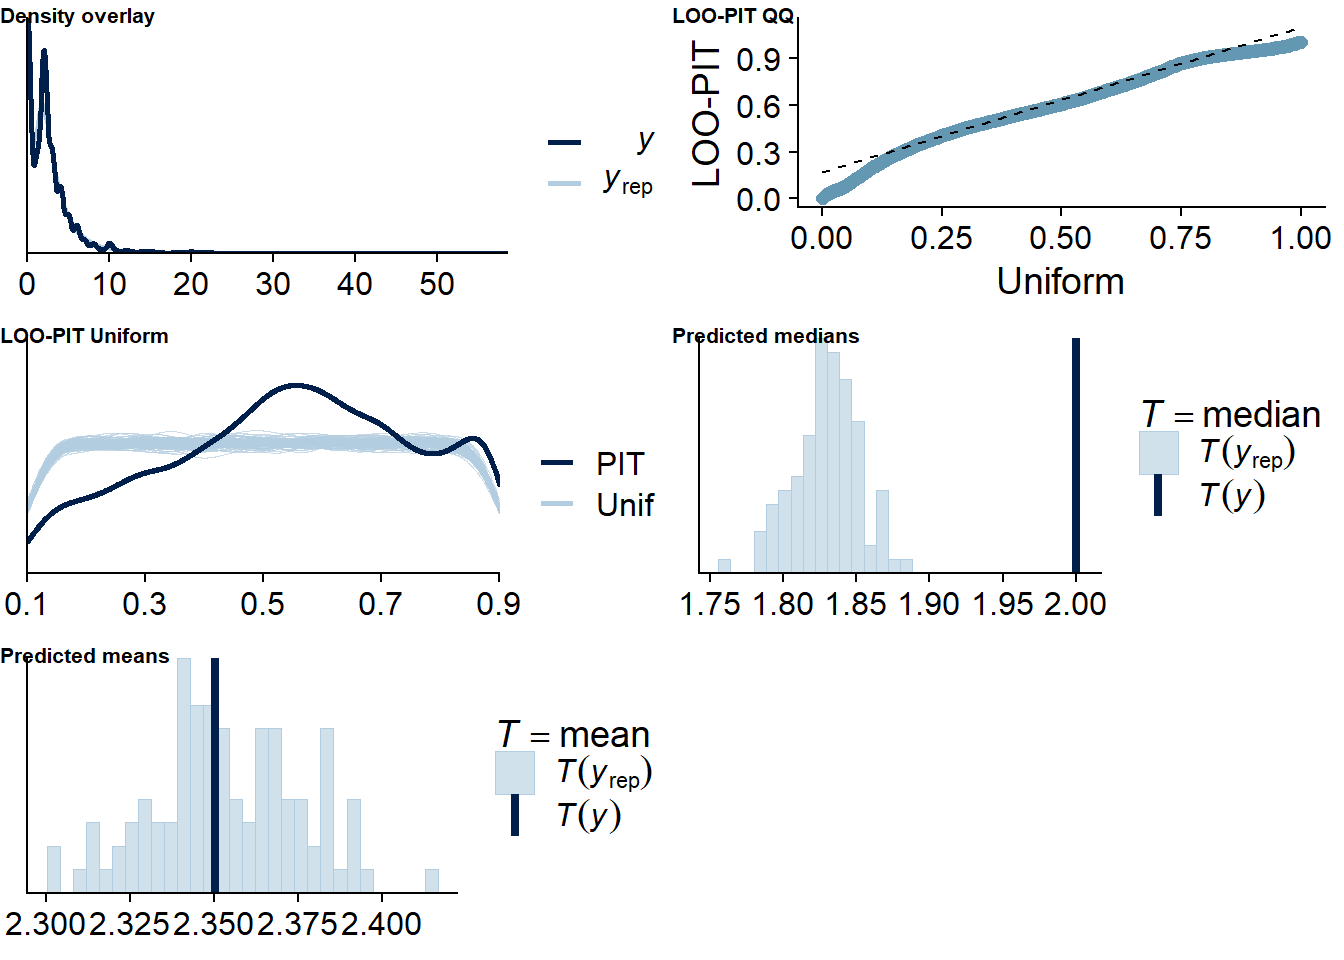 Density overlay
y
yrep
0 10 20 30 40 50
LOO-PIT QQ
LOO-PIT
0.9
0.6
0.3
0.0
0.00 0.25 0.50 0.75 1.00
Uniform
LOO-PIT Uniform
PIT
Unif
0.1 0.3 0.5 0.7 0.9
Predicted medians
T = median
T(yrep)
T(y)
1.75 1.80 1.85 1.90 1.95 2.00
Predicted means
T = mean
T(yrep)
T(y)
2.300 2.325 2.350 2.375 2.400